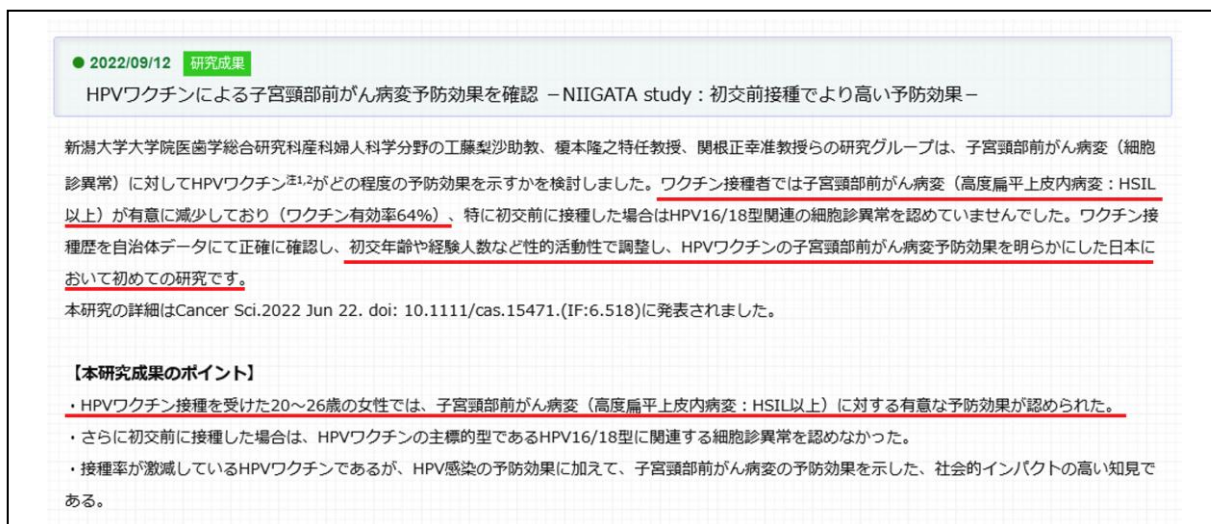 ● 2022/09/12 研究成果
HPVワクチンによる子宮頸部前がん病変予防効果を確認 －NIIGATA study：初交前接種でより高い予防効果－
新潟大学大学院医歯学総合研究科産科婦人科学分野の工藤梨沙助教、榎本隆之特任教授、関根正幸准教授らの研究グループは、子宮頸部前がん病変（細胞
診異常）に対してHPVワクチン注1,2がどの程度の予防効果を示すかを検討しました。ワクチン接種者では子宮頸部前がん病変（高度扁平上皮内病変：HSIL
以上）が有意に減少しており（ワクチン有効率64%）、特に初交前に接種した場合はHPV16/18型関連の細胞診異常を認めていませんでした。ワクチン接
種歴を自治体データにて正確に確認し、初交年齢や経験人数など性的活動性で調整し、HPVワクチンの子宮頸部前がん病変予防効果を明らかにした日本に
おいて初めての研究です。
本研究の詳細はCancer Sci.2022 Jun 22. doi: 10.1111/cas.15471.(IF:6.518)に発表されました。
【本研究成果のポイント】
・HPVワクチン接種を受けた20～26歳の女性では、子宮頸部前がん病変（高度扁平上皮内病変：HSIL以上）に対する有意な予防効果が認められた。
・さらに初交前に接種した場合は、HPVワクチンの主標的型であるHPV16/18型に関連する細胞診異常を認めなかった。
・接種率が激減しているHPVワクチンであるが、HPV感染の予防効果に加えて、子宮頸部前がん病変の予防効果を示した、社会的インパクトの高い知見で
ある。